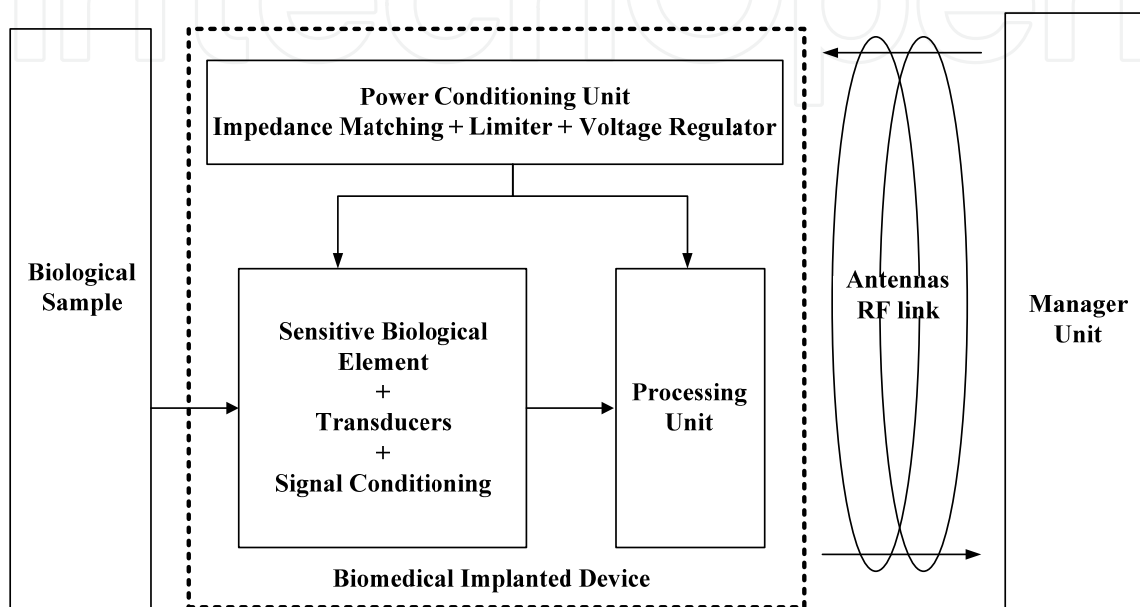 intechopen
Power Conditioning Unit
Impedance Matching + Limiter + Voltage Regulator
Biological
Sample
Sensitive Biological
Element
+
Transducers
+
Signal Conditioning
Processing
Unit
Biomedical Implanted Device
Antennas
RF link
Manager
Unit